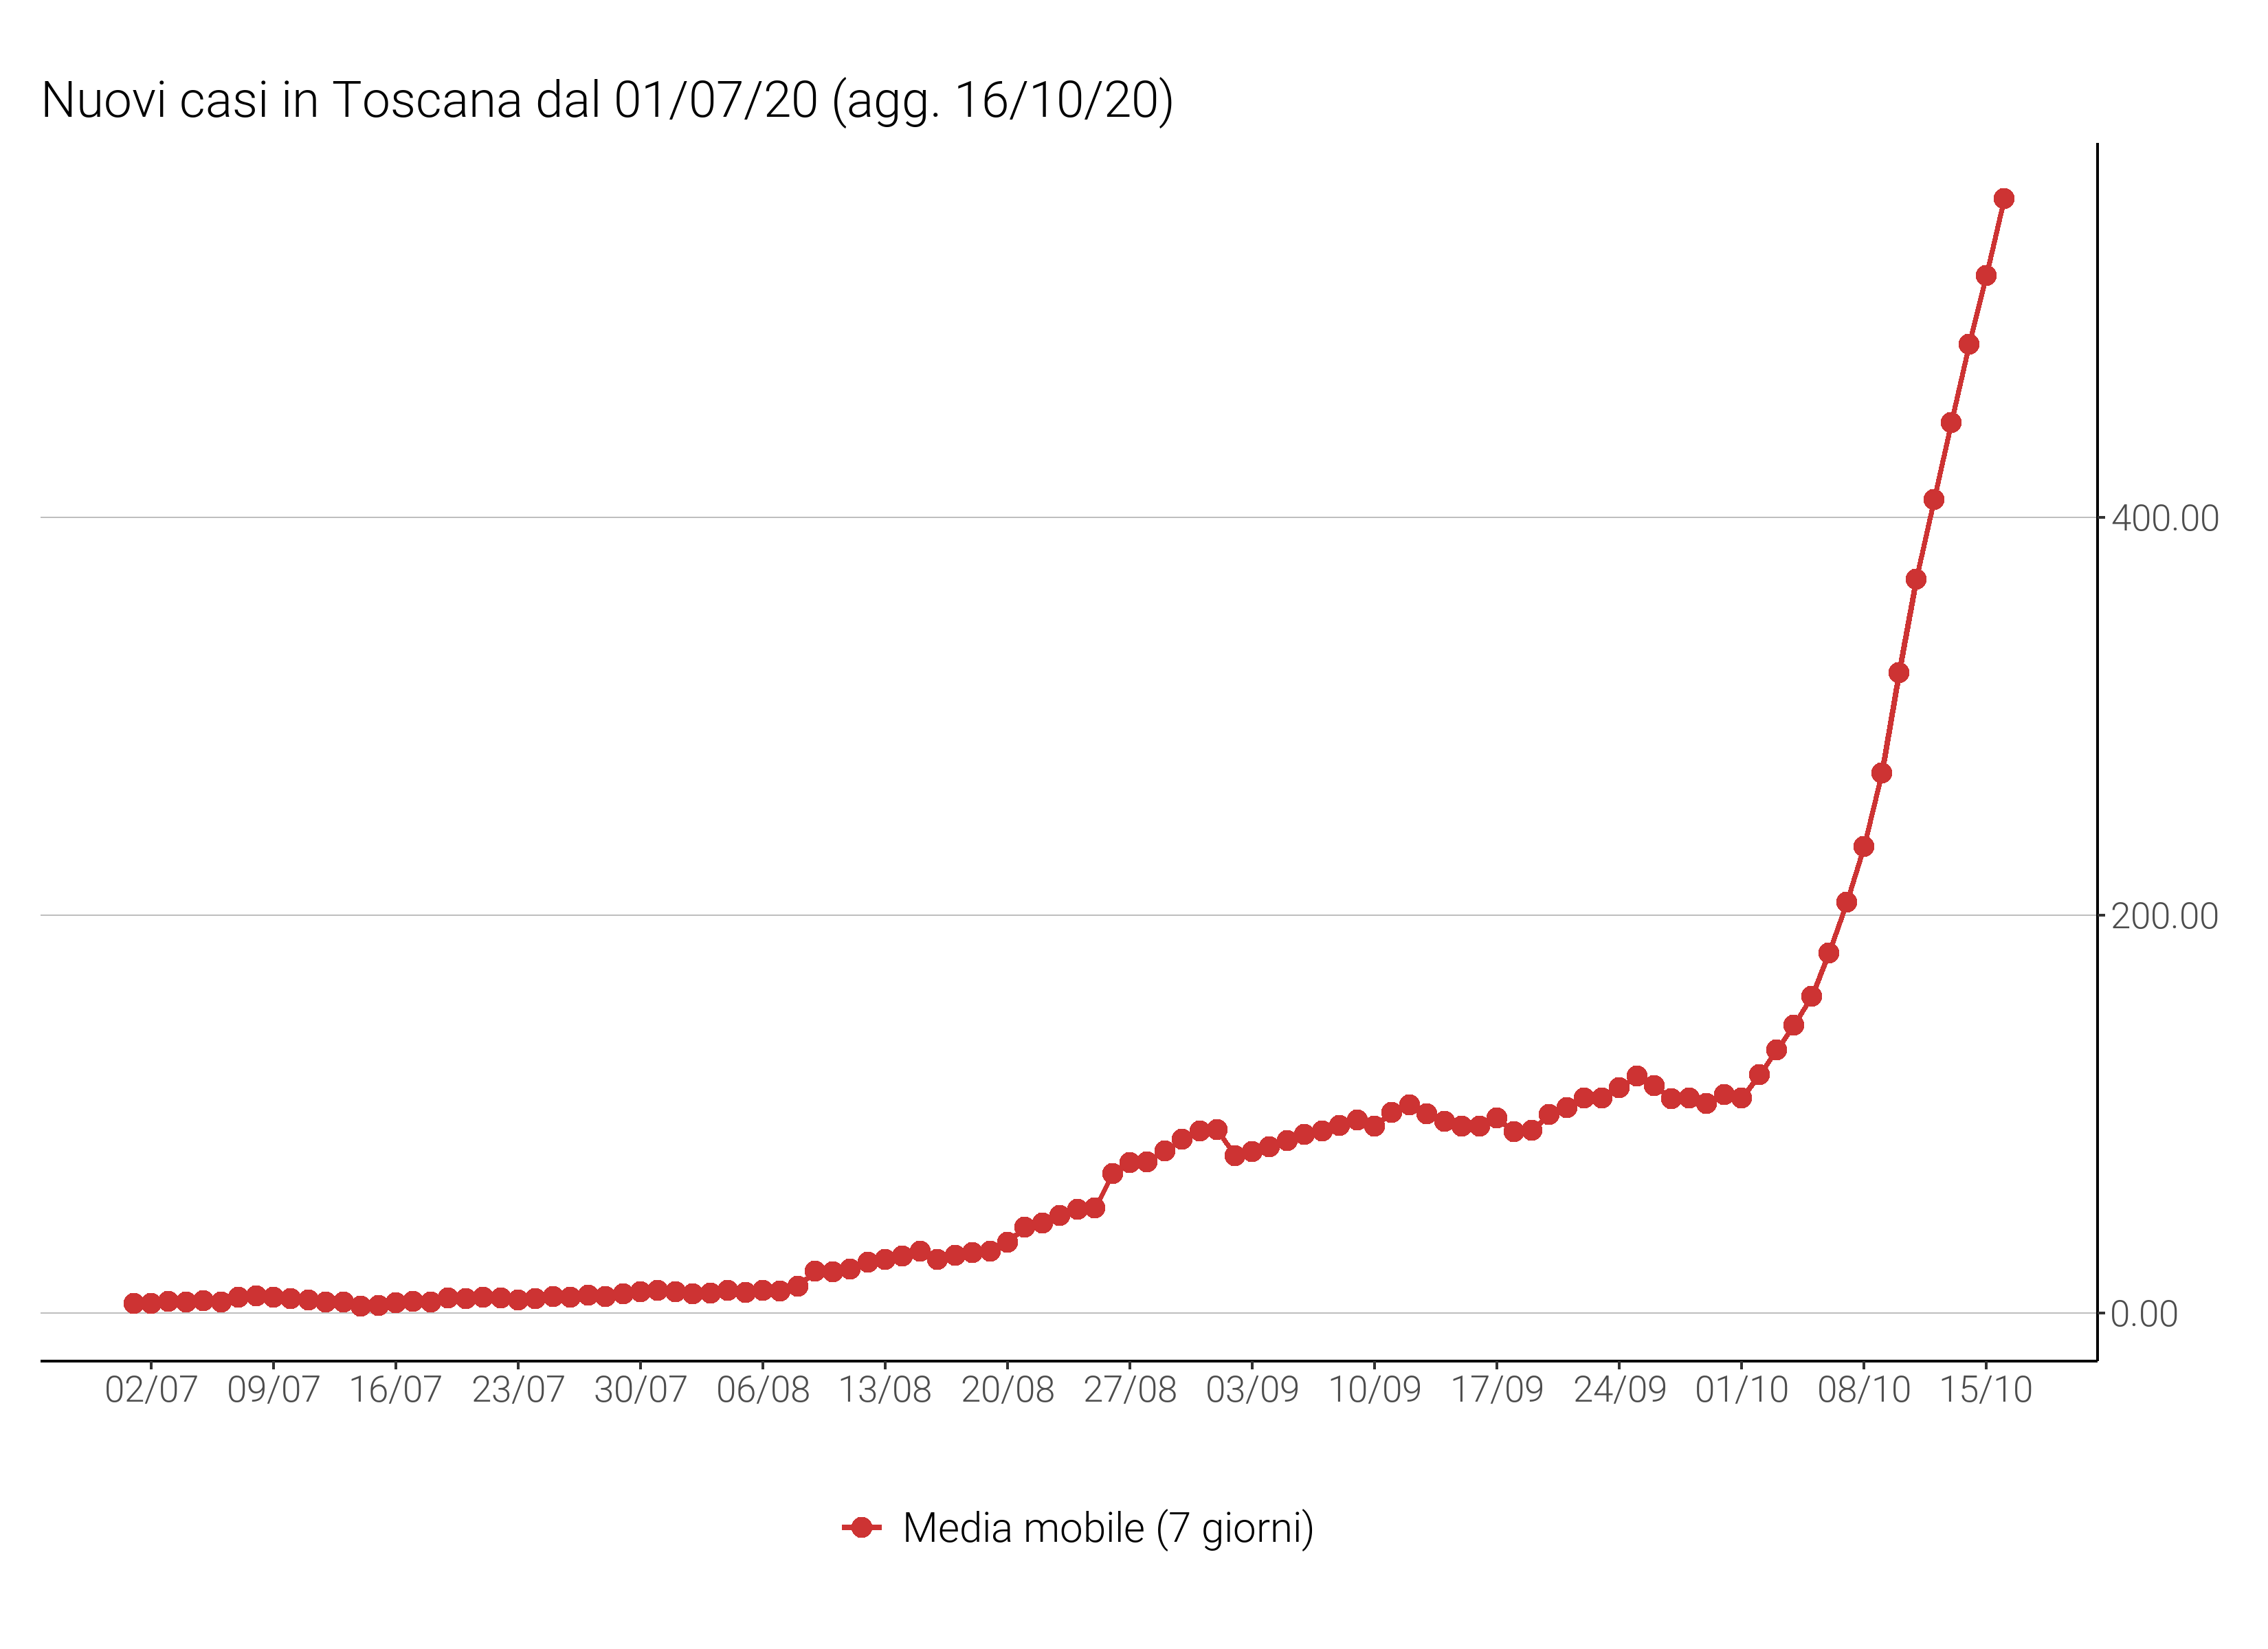 Nuovi casi in Toscana dal 01/07/20 (agg. 16/10/20)
400.00
200.00
0.00
02/07 09/07 16/07 23/07 30/07 06/08 13/08 20/08 27/08 03/09 10/09 17/09 24/09 01/10 08/10 15/10
Media mobile (7 giorni)